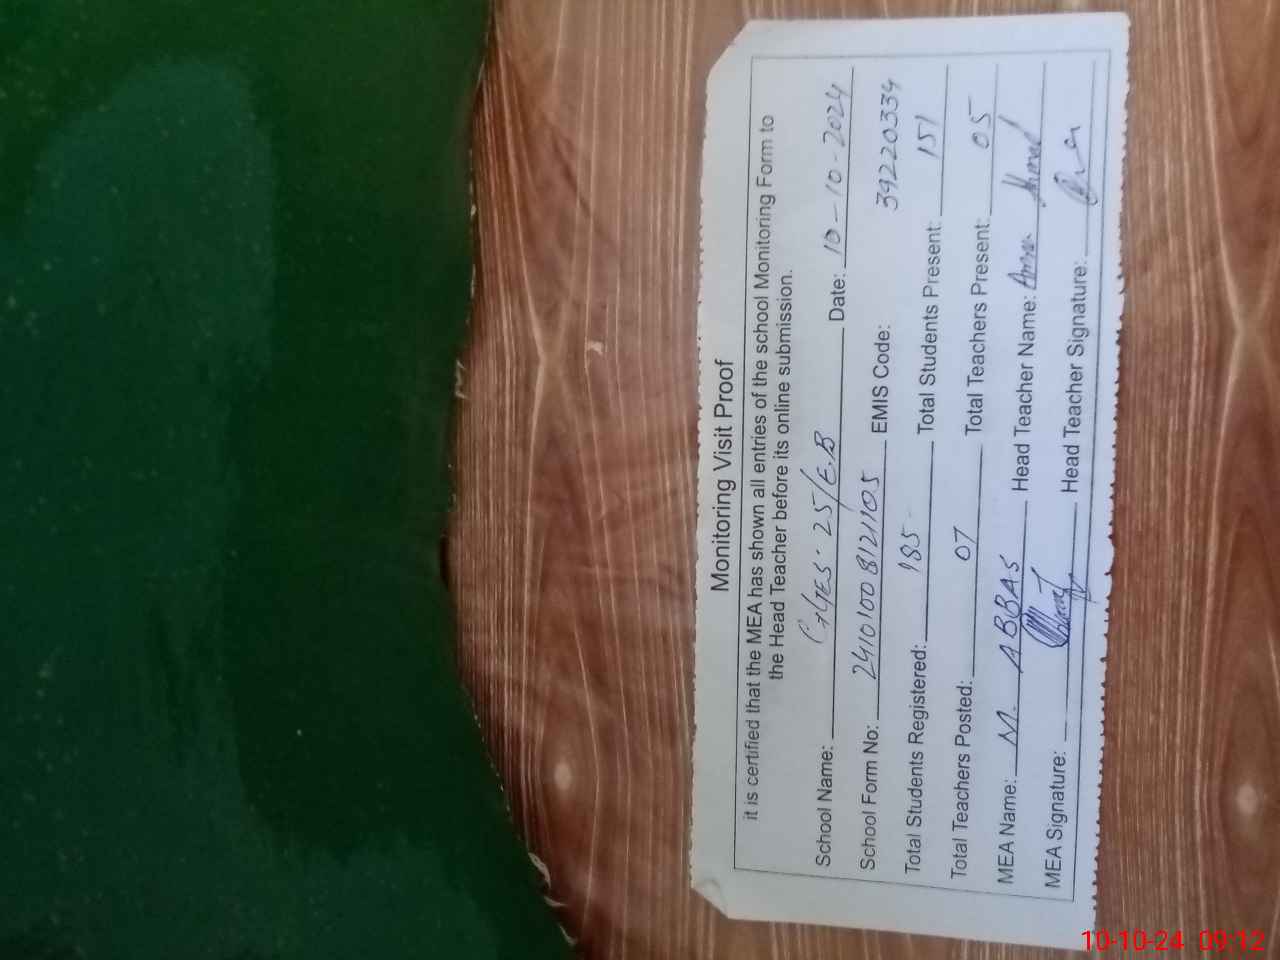 Monitoring Visit Proof
it is certified that the MEA has shown all entries of the school Monitoring Form to
the Head Teacher before its online submission.
School Name: GGES: 25/E.B Date: 10-10-2024
School Form No: 24101008121105 EMIS Code: 39220334
Total Students Registered: 185 Total Students Present: 151
Total Teachers Posted: 07 Total Teachers Present: 05
MEA Name: M. ABBAS Head Teacher Name: Ahmad
MEA Signature: Head Teacher Signature:
10-10-24 09:12